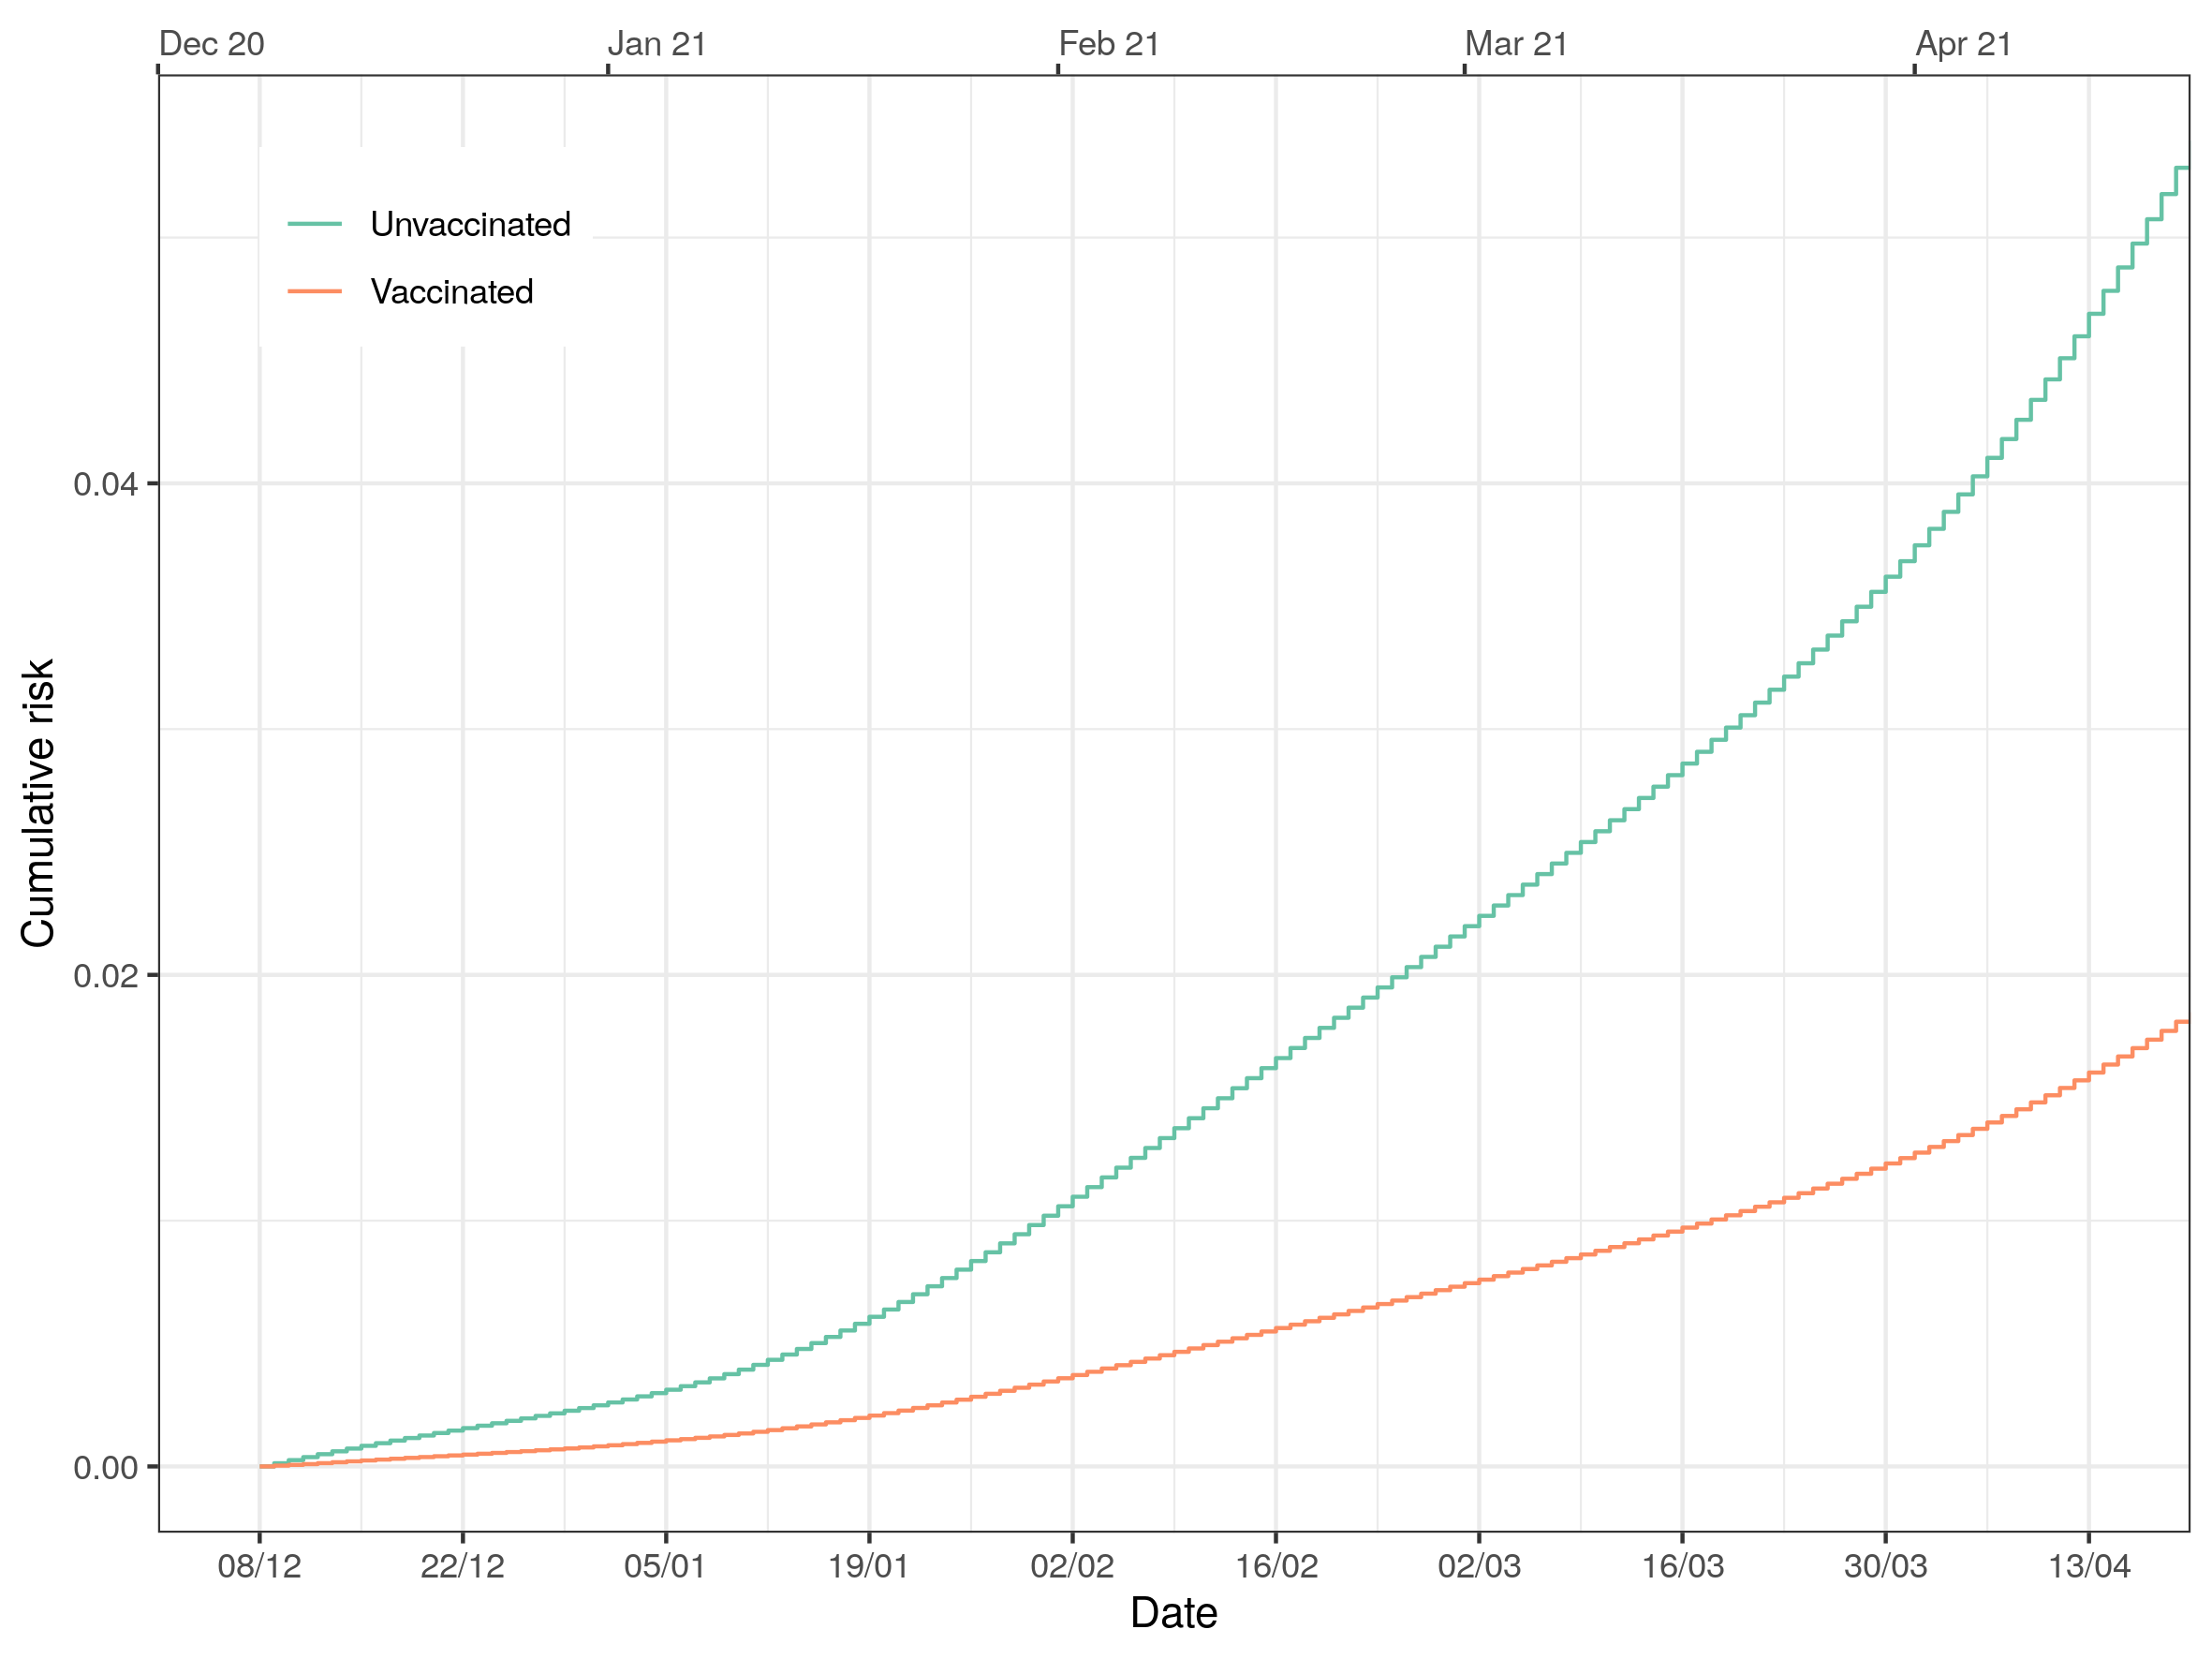 Dec 20 Jan 21 Feb 21 Mar 21 Apr 21
Unvaccinated
Vaccinated
Cumulative risk
0.04
0.02
0.00
08/12 22/12 05/01 19/01 02/02 16/02 02/03 16/03 30/03 13/04
Date